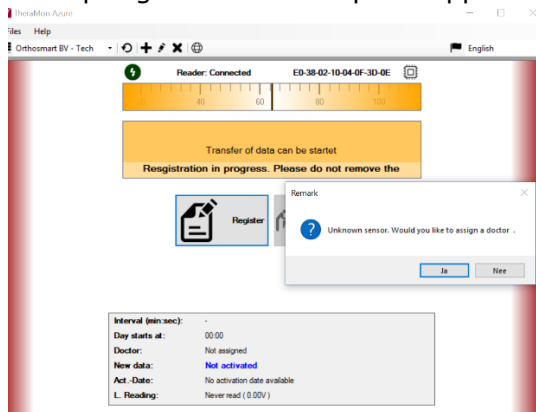 TheraMon Azure
Files Help
Orthosmart BV - Tech English
Reader: Connected E0-38-02-10-04-0F-3D-0E
20 40 60 80 100
Transfer of data can be startet
Resgistration in progress. Please do not remove the
Register
Remark
Unknown sensor. Would you like to assign a doctor .
Ja Nee
Interval (min:sec): -
Day starts at: 00:00
Doctor: Not assigned
New data: Not activated
Act.-Date: No activation date available
L. Reading: Never read ( 0.00V )